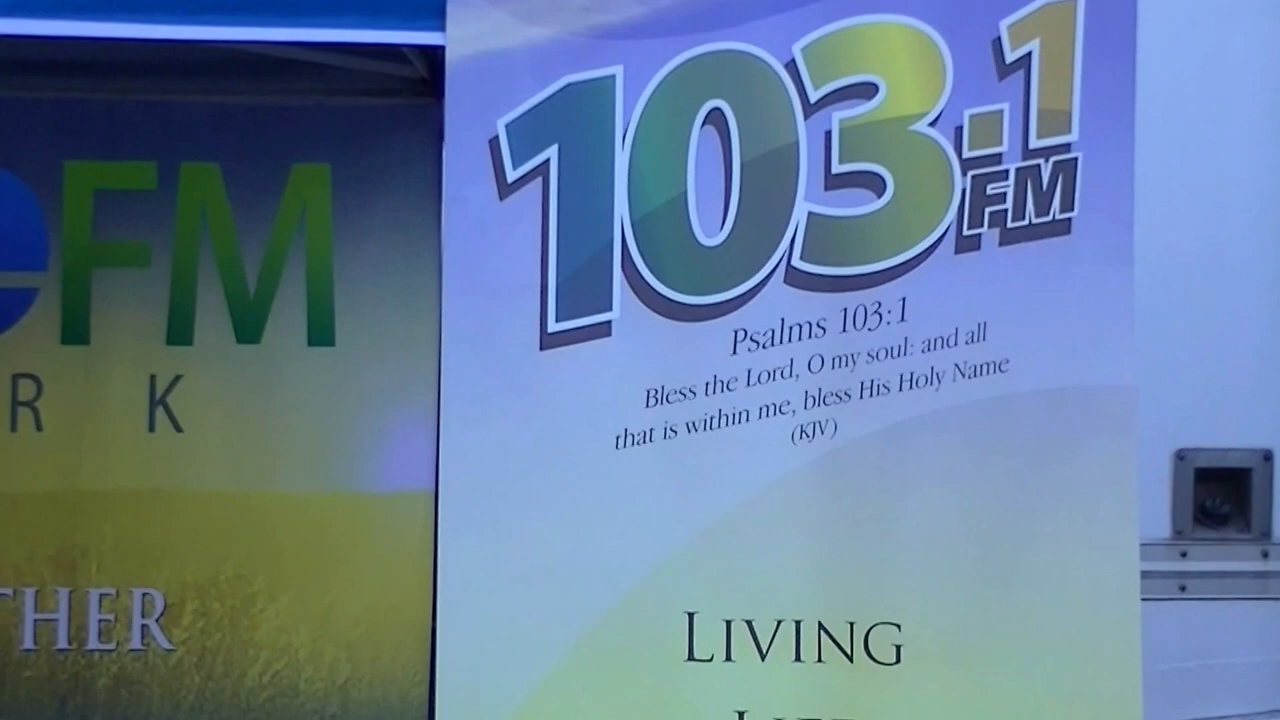 FM
R K
THER
103.1
FM
Psalms 103:1
Bless the Lord, O my soul: and all
that is within me, bless His Holy Name
(KJV)
LIVING